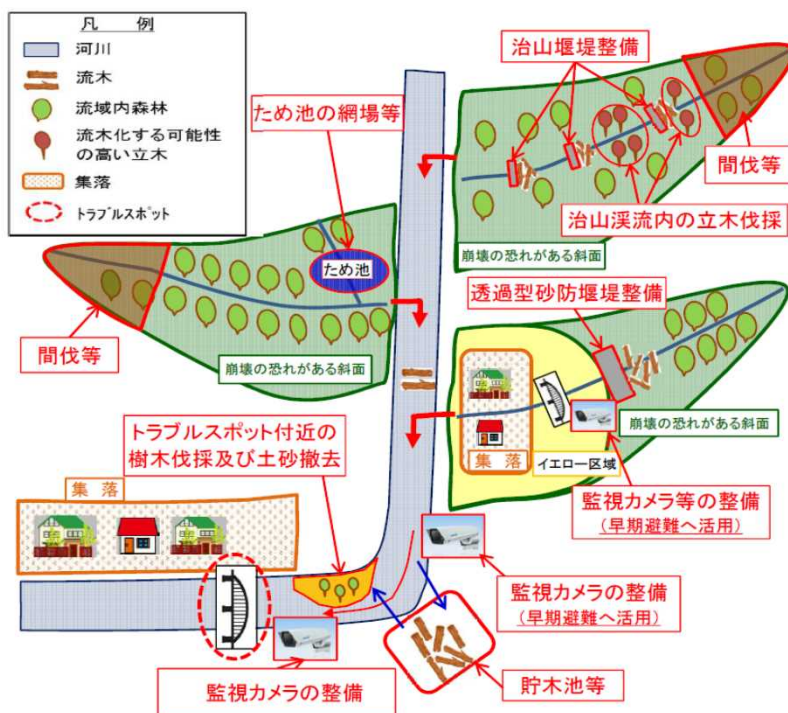 凡 例
河川
流木
流域内森林
流木化する可能性
の高い立木
集落
トラブルスポット
治山堰堤整備
ため池の網場等
間伐等
治山渓流内の立木伐採
崩壊の恐れがある斜面
ため池
透過型砂防堰堤整備
間伐等
崩壊の恐れがある斜面
崩壊の恐れがある斜面
トラブルスポット付近の
樹木伐採及び土砂撤去
集 落
イエロー区域
集 落
監視カメラ等の整備
(早期避難へ活用)
監視カメラの整備
(早期避難へ活用)
監視カメラの整備
貯木池等